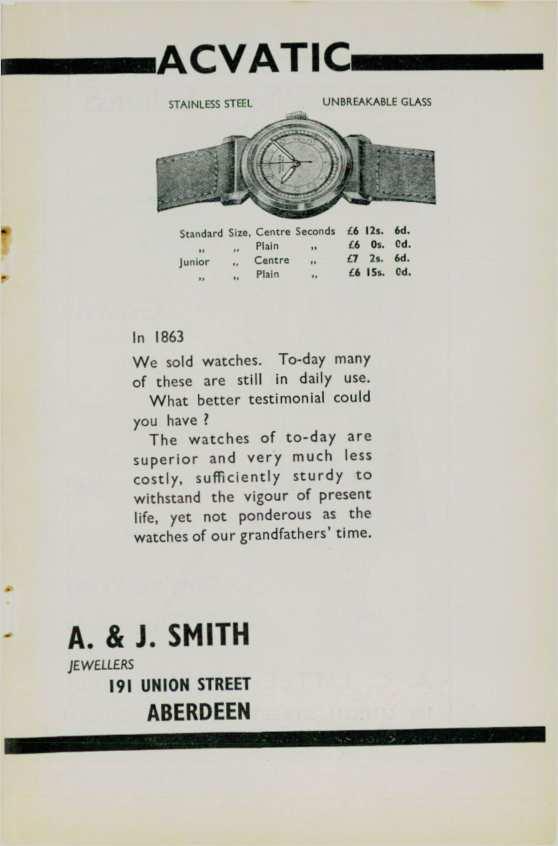 ACVATIC
STAINLESS STEEL UNBREAKABLE GLASS
Standard Size, Centre Seconds £6 12s. 6d.
,, ,, Plain ,, £6 0s. 0d.
Junior ,, Centre ,, £7 2s. 6d.
,, ,, Plain ,, £6 15s. 0d.
In 1863
We sold watches. To-day many
of these are still in daily use.
What better testimonial could
you have ?
The watches of to-day are
superior and very much less
costly, sufficiently sturdy to
withstand the vigour of present
life, yet not ponderous as the
watches of our grandfathers' time.
A. & J. SMITH
JEWELLERS
191 UNION STREET
ABERDEEN